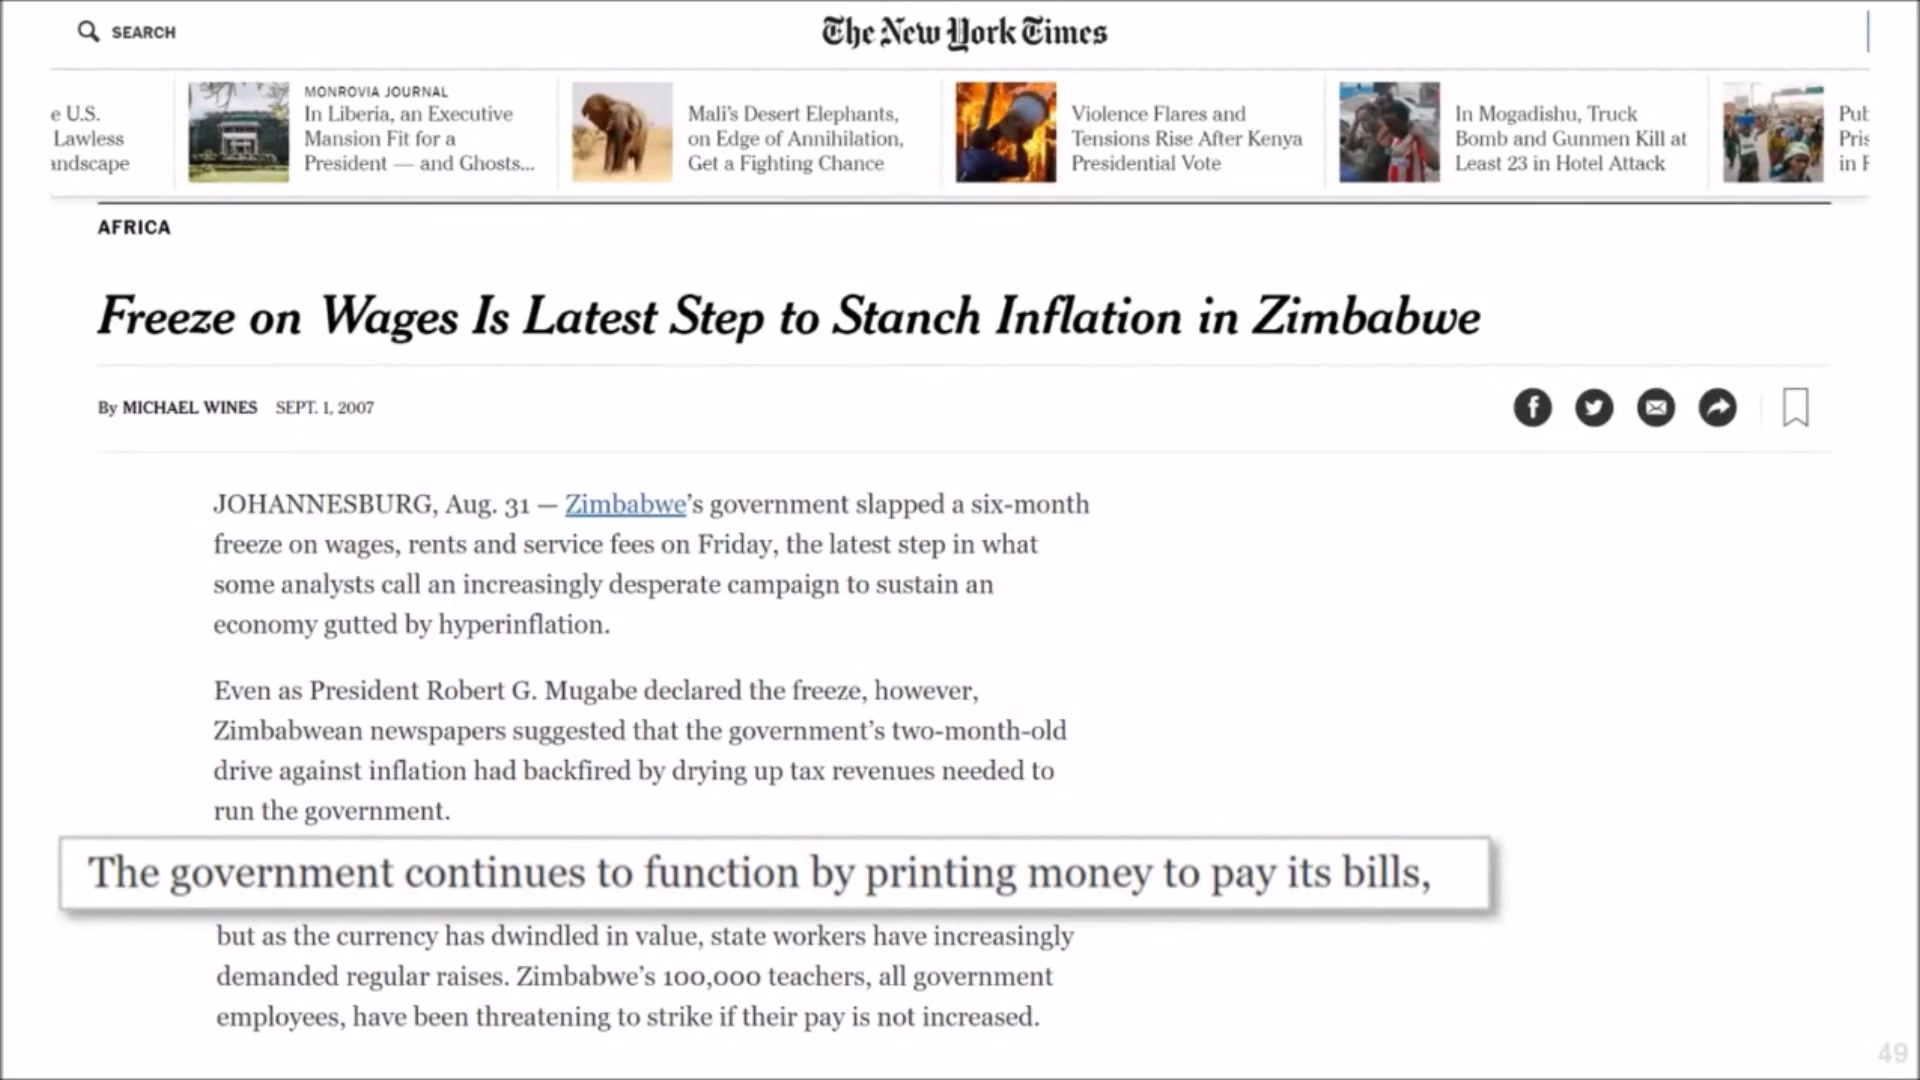 SEARCH
The New York Times
e U.S.
Lawless
andscape
MONROVIA JOURNAL
In Liberia, an Executive
Mansion Fit for a
President — and Ghosts...
Mali's Desert Elephants,
on Edge of Annihilation,
Get a Fighting Chance
Violence Flares and
Tensions Rise After Kenya
Presidential Vote
In Mogadishu, Truck
Bomb and Gunmen Kill at
Least 23 in Hotel Attack
Pub
Pris
in F
AFRICA
Freeze on Wages Is Latest Step to Stanch Inflation in Zimbabwe
By MICHAEL WINES SEPT. 1, 2007
JOHANNESBURG, Aug. 31 — Zimbabwe's government slapped a six-month
freeze on wages, rents and service fees on Friday, the latest step in what
some analysts call an increasingly desperate campaign to sustain an
economy gutted by hyperinflation.
Even as President Robert G. Mugabe declared the freeze, however,
Zimbabwean newspapers suggested that the government's two-month-old
drive against inflation had backfired by drying up tax revenues needed to
run the government.
The government continues to function by printing money to pay its bills,
but as the currency has dwindled in value, state workers have increasingly
demanded regular raises. Zimbabwe's 100,000 teachers, all government
employees, have been threatening to strike if their pay is not increased.
49